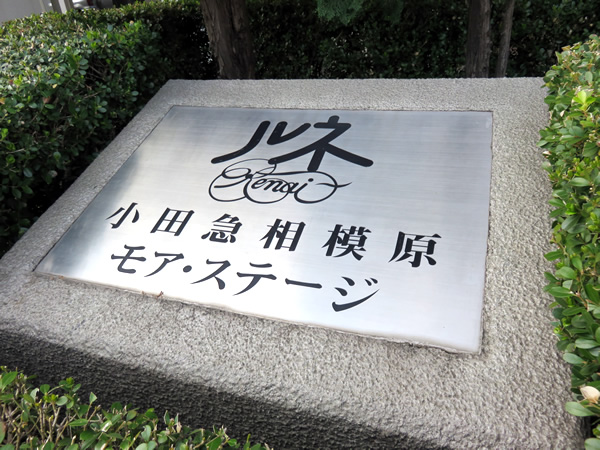 ルネ
Renai
小田急相模原
モア・ステージ